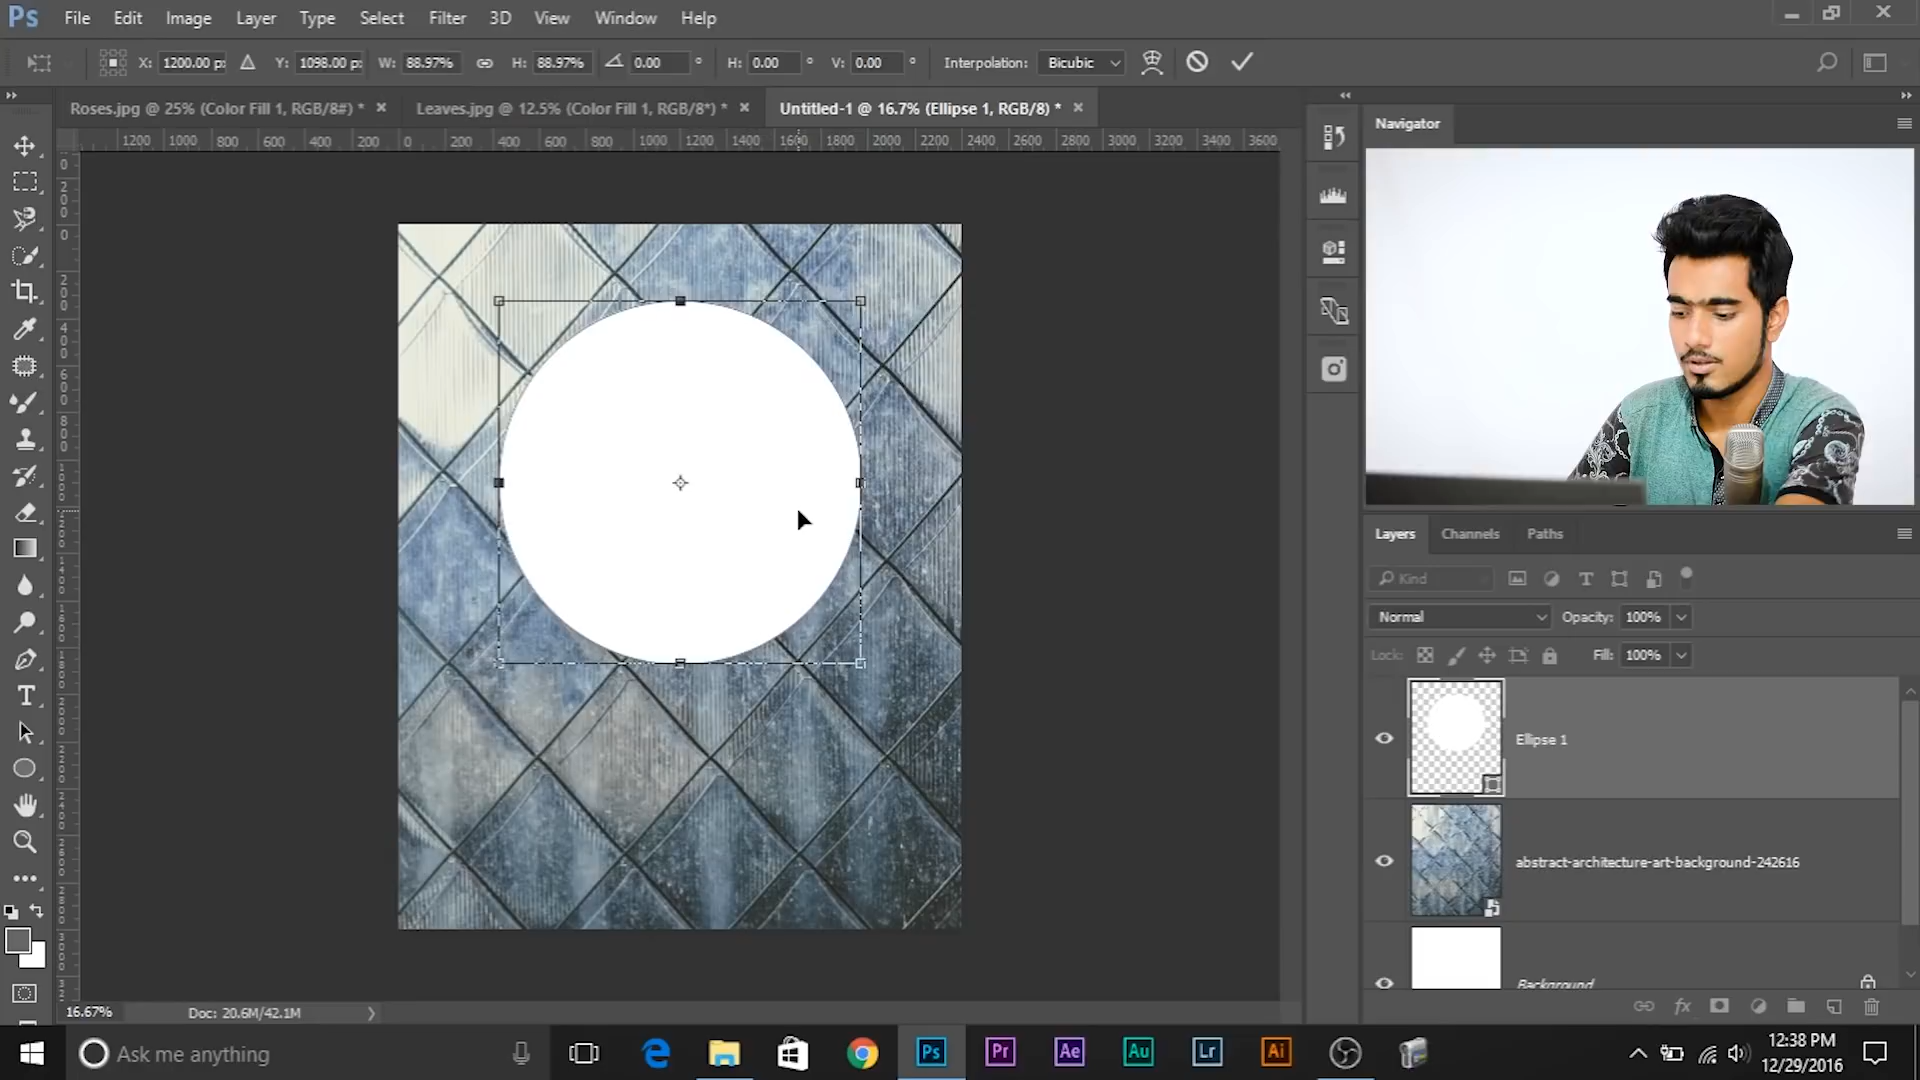 Ps File Edit Image Layer Type Select Filter 3D View Window Help
X: 1200.00 p: Y: 1098.00 p: W: 88.97% H: 88.97% 0.00 ° H: 0.00 ° V: 0.00 ° Interpolation: Bicubic
Roses.jpg @ 25% (Color Fill 1, RGB/8#) * Leaves.jpg @ 12.5% (Color Fill 1, RGB/8*) * Untitled-1 @ 16.7% (Ellipse 1, RGB/8) *
Navigator
1200 1000 800 600 400 200 0 200 400 600 800 1000 1200 1400 1600 1800 2000 2200 2400 2600 2800 3000 3200 3400 3600
Layers Channels Paths
Kind
Normal Opacity: 100%
Lock: Fill: 100%
Ellipse 1
abstract-architecture-art-background-242616
Background
16.67% Doc: 20.6M/42.1M
Ask me anything
Ps Pr Ae Au Lr Ai
12:38 PM
12/29/2016